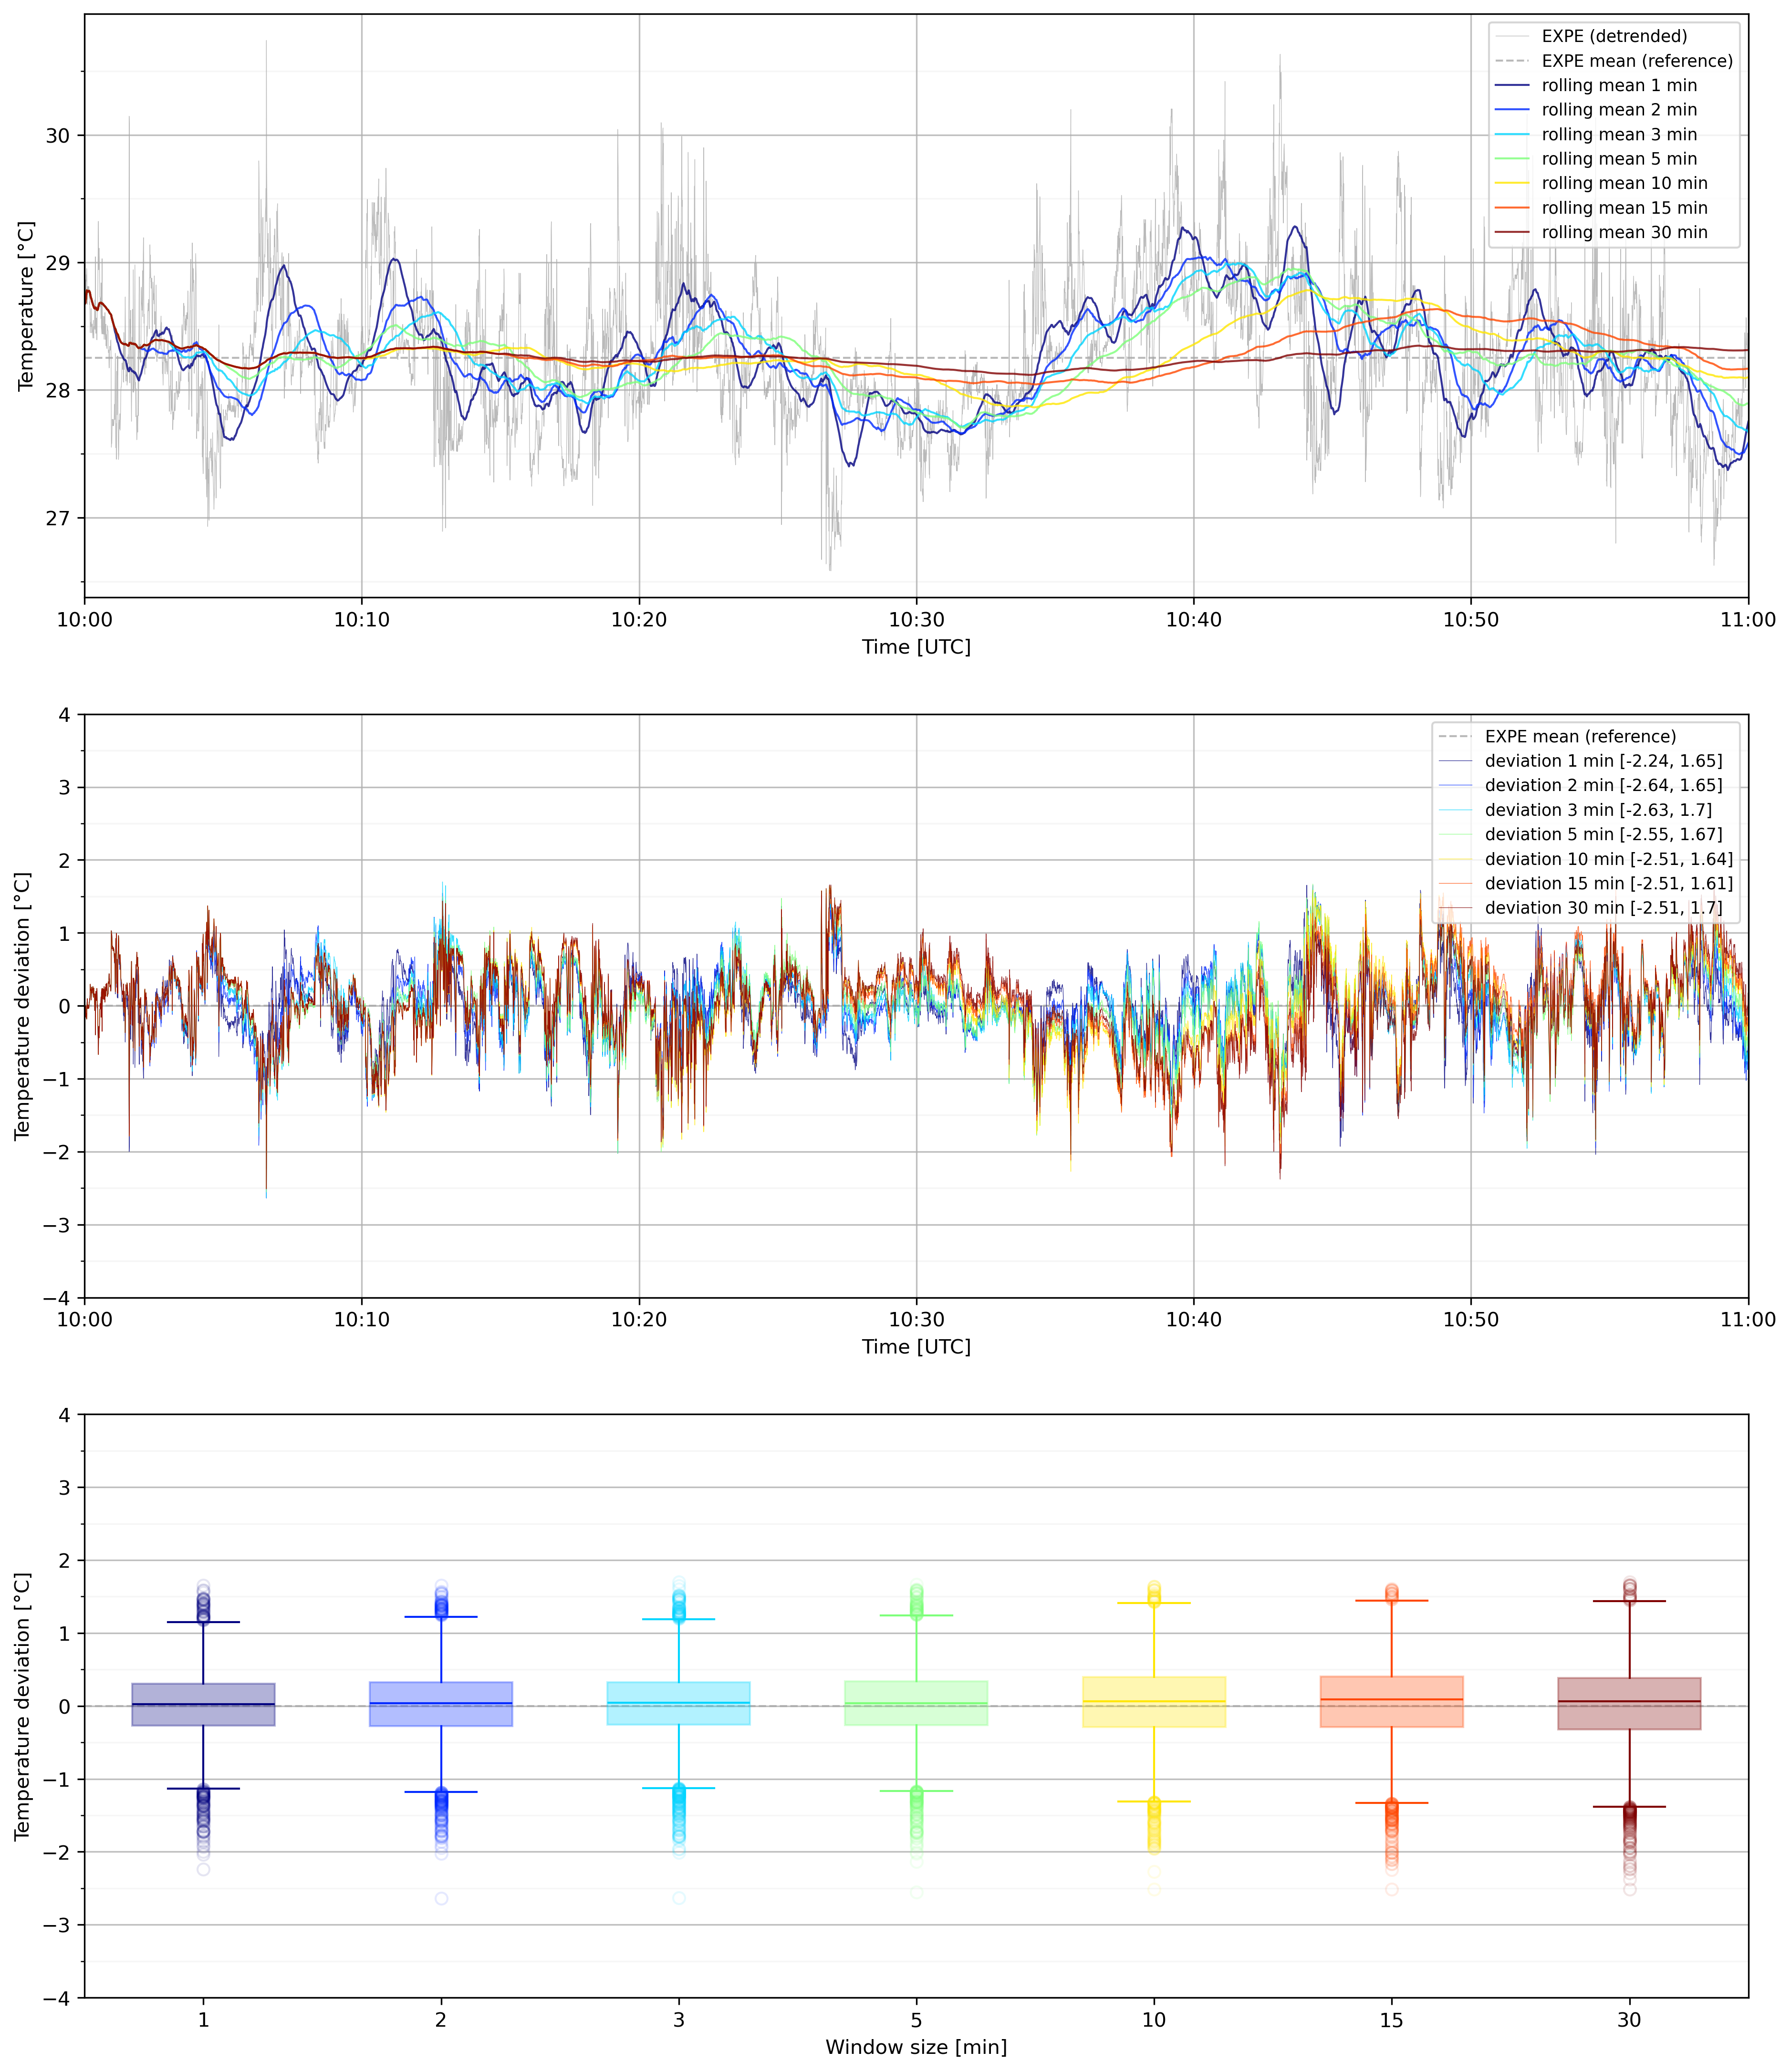 EXPE (detrended)
EXPE mean (reference)
rolling mean 1 min
rolling mean 2 min
rolling mean 3 min
rolling mean 5 min
rolling mean 10 min
rolling mean 15 min
rolling mean 30 min
Temperature [°C]
30
29
28
27
10:00 10:10 10:20 10:30 10:40 10:50 11:00
Time [UTC]
EXPE mean (reference)
deviation 1 min [-2.24, 1.65]
deviation 2 min [-2.64, 1.65]
deviation 3 min [-2.63, 1.7]
deviation 5 min [-2.55, 1.67]
deviation 10 min [-2.51, 1.64]
deviation 15 min [-2.51, 1.61]
deviation 30 min [-2.51, 1.7]
Temperature deviation [°C]
4
3
2
1
0
−1
−2
−3
−4
10:00 10:10 10:20 10:30 10:40 10:50 11:00
Time [UTC]
Temperature deviation [°C]
4
3
2
1
0
−1
−2
−3
−4
1 2 3 5 10 15 30
Window size [min]